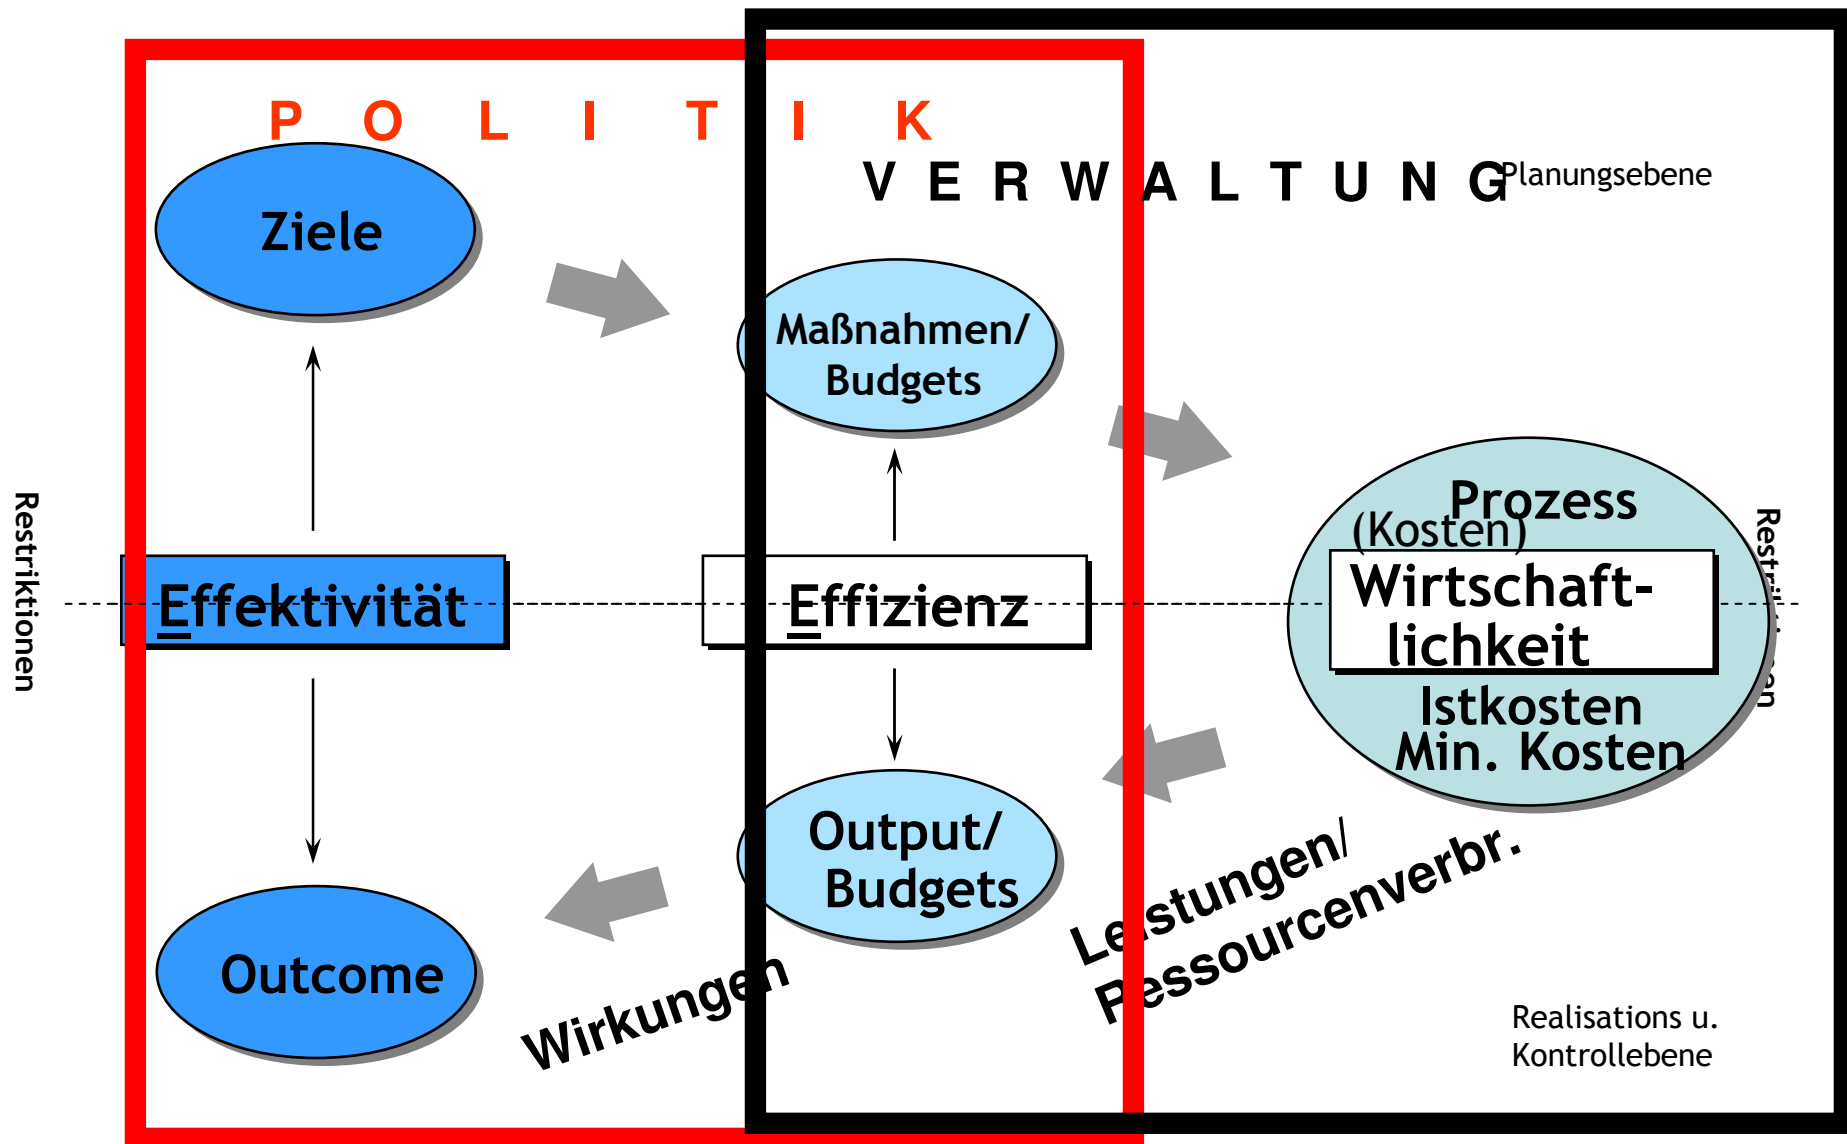 P O L I T I K
V E R W A L T U N G
Planungsebene
Ziele
Maßnahmen/
Budgets
Prozess
(Kosten)
Wirtschaft-
lichkeit
Istkosten
Min. Kosten
Restriktionen
Effektivität
Effizienz
Restriktionen
Output/
Budgets
Leistungen/
Ressourcenverbr.
Outcome
Wirkungen
Realisations u.
Kontrollebene